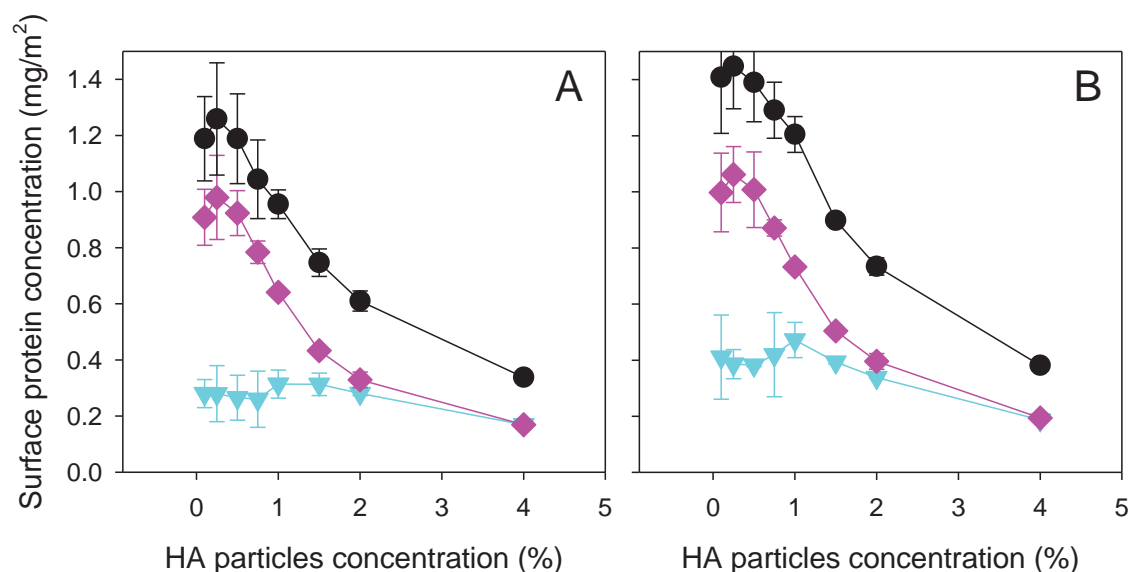 Surface protein concentration (mg/m²)
A
B
1.4
1.2
1.0
0.8
0.6
0.4
0.2
0.0
0 1 2 3 4 5
0 1 2 3 4 5
HA particles concentration (%)
HA particles concentration (%)